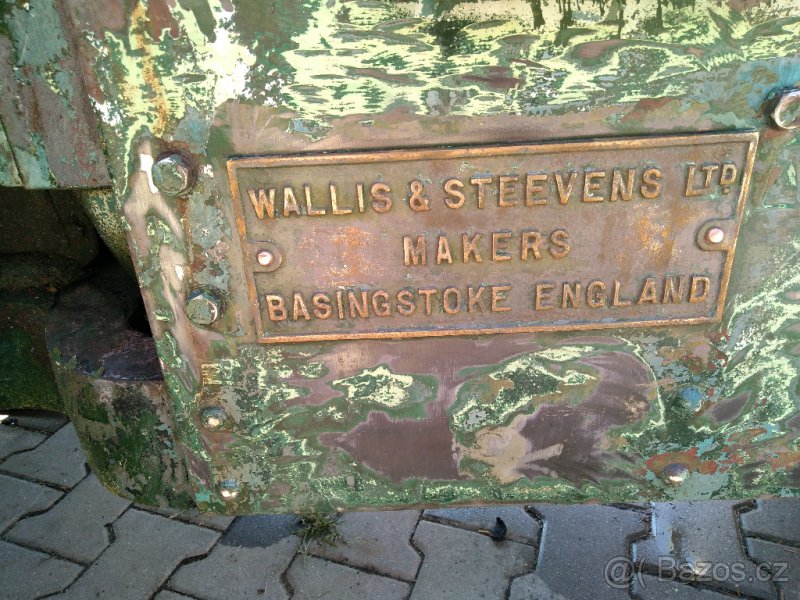 WALLIS & STEEVENS LTD
MAKERS
BASINGSTOKE ENGLAND
@Bazos.cz